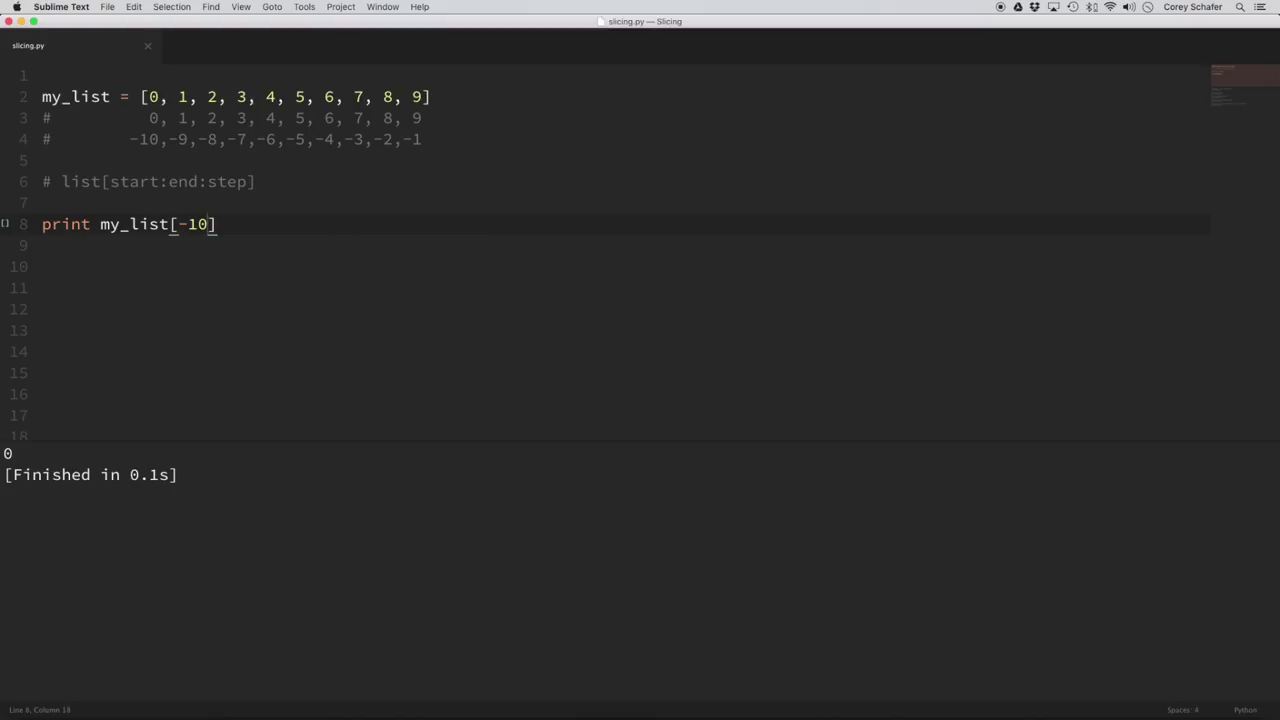 Sublime Text File Edit Selection Find View Goto Tools Project Window Help Corey Schafer
slicing.py — Slicing
slicing.py
1
2 my_list = [0, 1, 2, 3, 4, 5, 6, 7, 8, 9]
3 #          0, 1, 2, 3, 4, 5, 6, 7, 8, 9
4 #        -10,-9,-8,-7,-6,-5,-4,-3,-2,-1
5
6 # list[start:end:step]
7
8 print my_list[-10]
9
10
11
12
13
14
15
16
17
18
0
[Finished in 0.1s]
Line 8, Column 18 Spaces: 4 Python